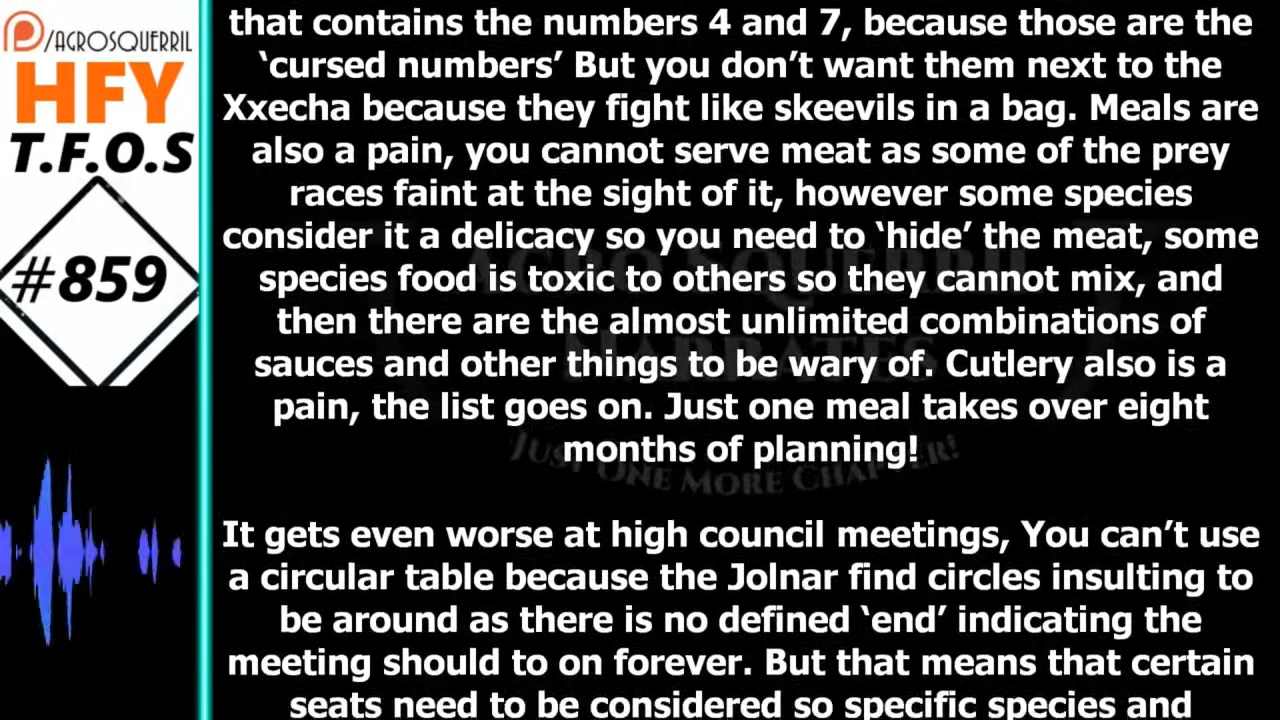 /AGROSQUERRIL
HFY
T.F.O.S
#859
that contains the numbers 4 and 7, because those are the
‘cursed numbers’ But you don’t want them next to the
Xxecha because they fight like skeevils in a bag. Meals are
also a pain, you cannot serve meat as some of the prey
races faint at the sight of it, however some species
consider it a delicacy so you need to ‘hide’ the meat, some
species food is toxic to others so they cannot mix, and
then there are the almost unlimited combinations of
sauces and other things to be wary of. Cutlery also is a
pain, the list goes on. Just one meal takes over eight
months of planning!
It gets even worse at high council meetings, You can’t use
a circular table because the Jolnar find circles insulting to
be around as there is no defined ‘end’ indicating the
meeting should to on forever. But that means that certain
seats need to be considered so specific species and
AGRO SQUERRIL
NARRATES
JUST ONE MORE CHAPTER!